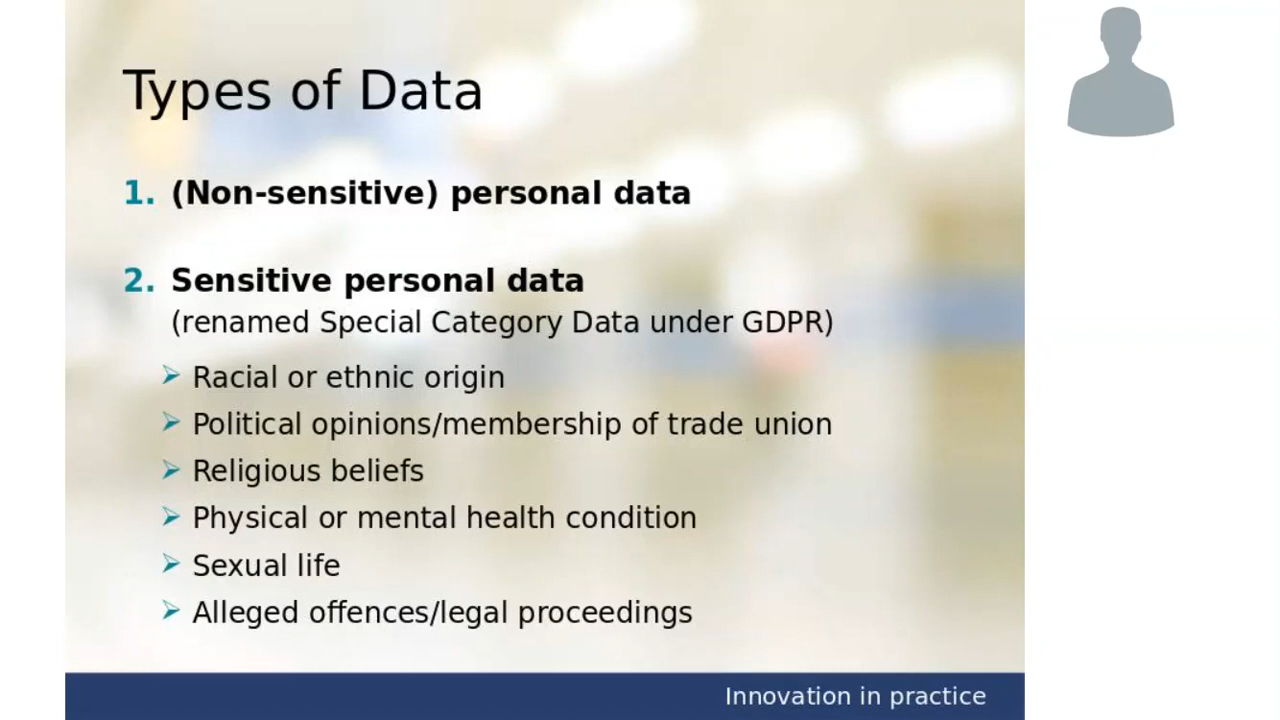 Types of Data
1. (Non-sensitive) personal data
2. Sensitive personal data
(renamed Special Category Data under GDPR)
➢ Racial or ethnic origin
➢ Political opinions/membership of trade union
➢ Religious beliefs
➢ Physical or mental health condition
➢ Sexual life
➢ Alleged offences/legal proceedings
Innovation in practice